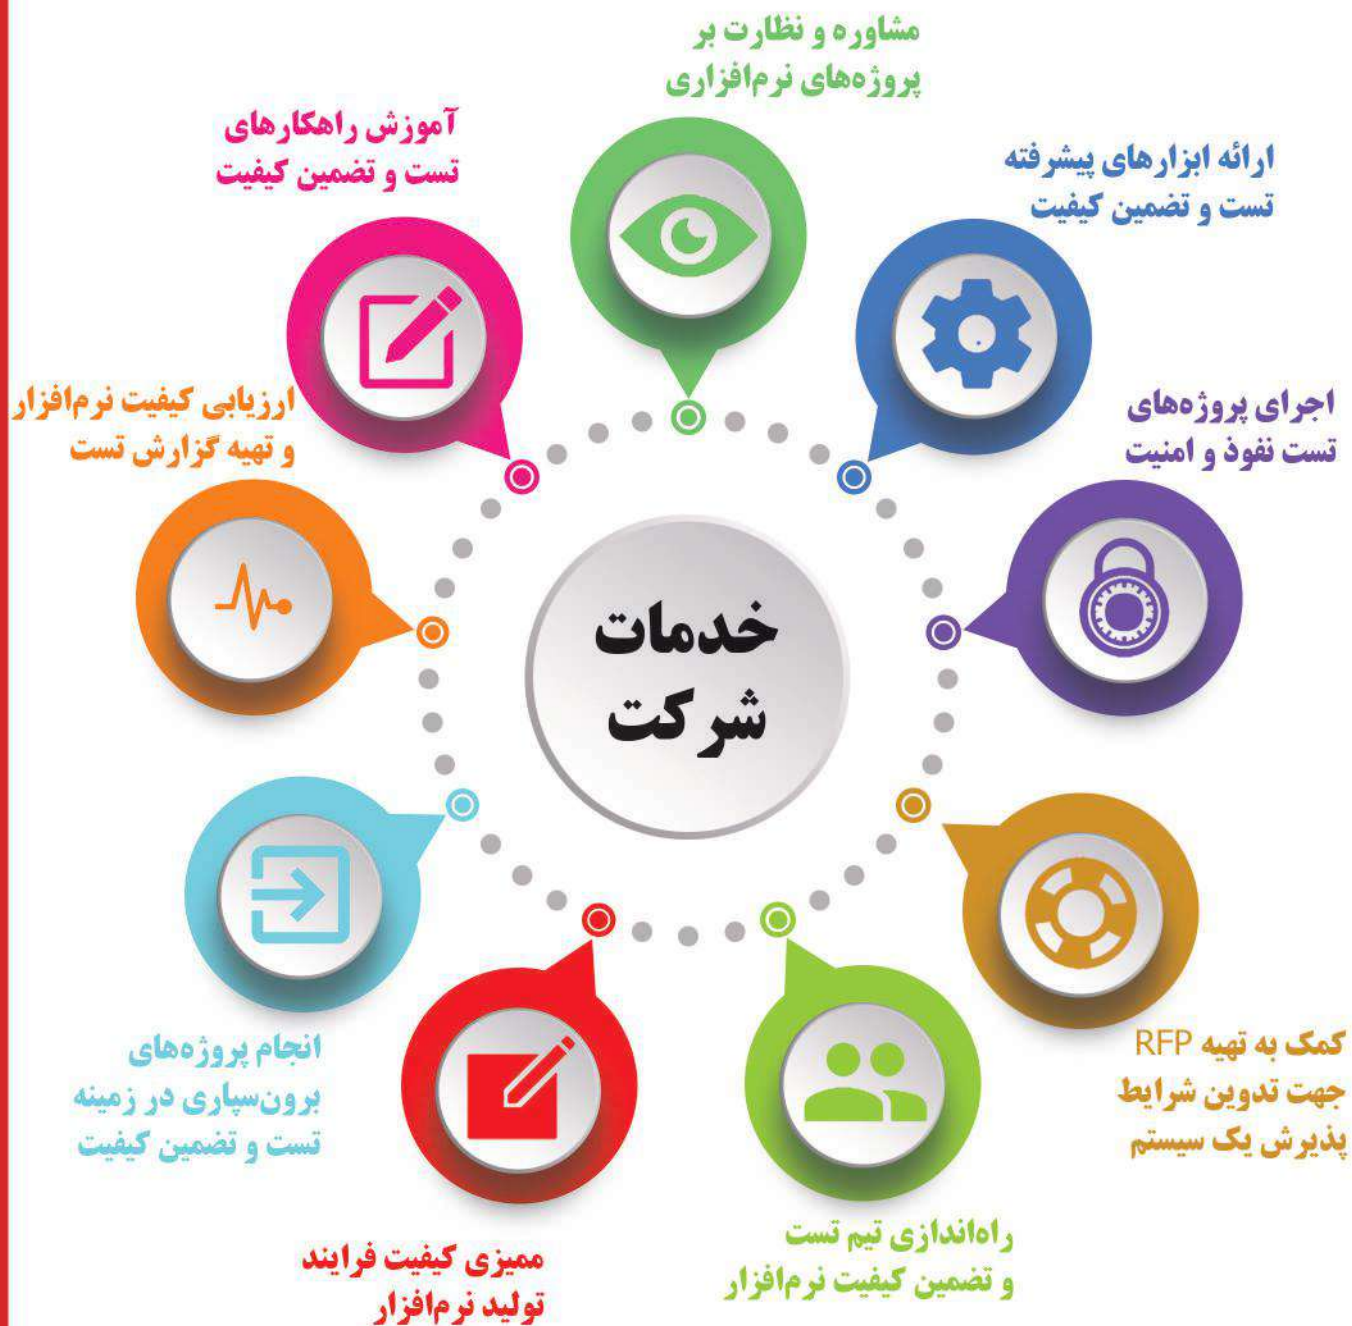 مشاوره و نظارت بر
پروژه‌های نرم‌افزاری
ارائه ابزارهای پیشرفته
تست و تضمین کیفیت
اجرای پروژه‌های
تست نفوذ و امنیت
کمک به تهیه RFP
جهت تدوین شرایط
پذیرش یک سیستم
راه‌اندازی تیم تست
و تضمین کیفیت نرم‌افزار
ممیزی کیفیت فرایند
تولید نرم‌افزار
انجام پروژه‌های
برون‌سپاری در زمینه
تست و تضمین کیفیت
ارزیابی کیفیت نرم‌افزار
و تهیه گزارش تست
آموزش راهکارهای
تست و تضمین کیفیت
خدمات
شرکت